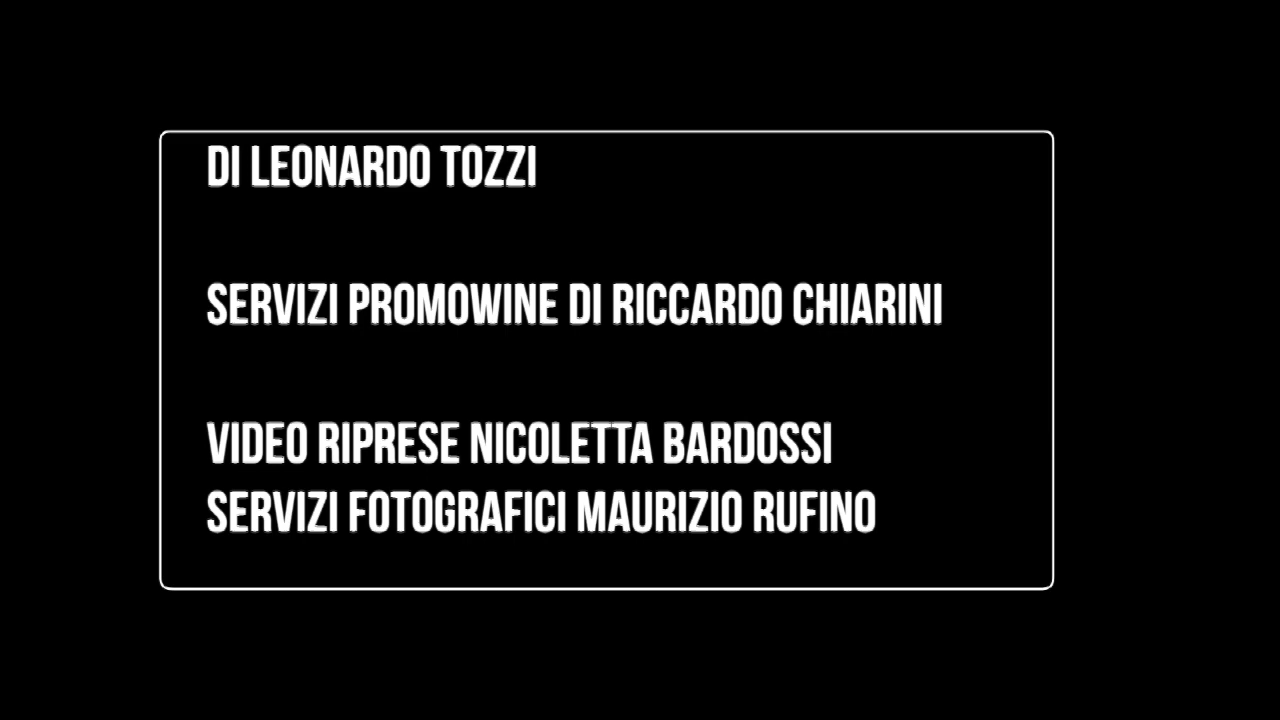 DI LEONARDO TOZZI
SERVIZI PROMOWINE DI RICCARDO CHIARINI
VIDEO RIPRESE NICOLETTA BARDOSSI
SERVIZI FOTOGRAFICI MAURIZIO RUFINO